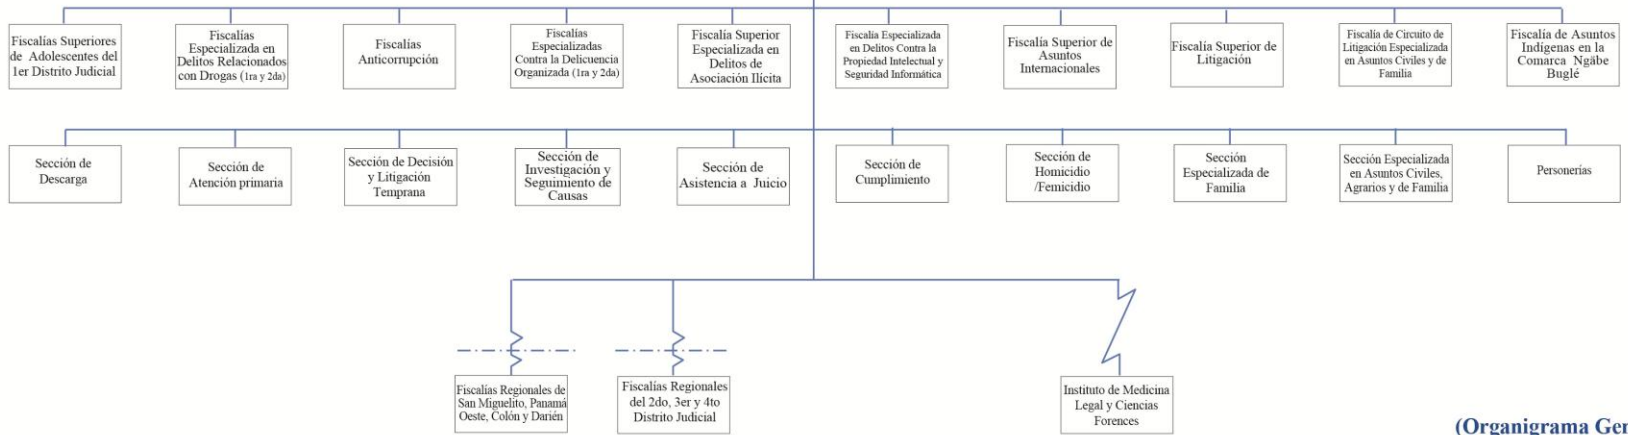 Fiscalías Superiores
de Adolescentes del
1er Distrito Judicial
Fiscalías
Especializada en
Delitos Relacionados
con Drogas (1ra y 2da)
Fiscalías
Anticorrupción
Fiscalías
Especializadas
Contra la Delicuencia
Organizada (1ra y 2da)
Fiscalía Superior
Especializada en
Delitos de
Asociación Ilícita
Fiscalía Especializada
en Delitos Contra la
Propiedad Intelectual y
Seguridad Informática
Fiscalía Superior de
Asuntos
Internacionales
Fiscalía Superior de
Litigación
Fiscalía de Circuito de
Litigación Especializada
en Asuntos Civiles y de
Familia
Fiscalía de Asuntos
Indígenas en la
Comarca Ngäbe
Buglé
Sección de
Descarga
Sección de
Atención primaria
Sección de Decisión
y Litigación
Temprana
Sección de
Investigación y
Seguimiento de
Causas
Sección de
Asistencia a Juicio
Sección de
Cumplimiento
Sección de
Homicidio
/Femicidio
Sección
Especializada de
Familia
Sección Especializada
en Asuntos Civiles,
Agrarios y de Familia
Personerías
Fiscalías Regionales de
San Miguelito, Panamá
Oeste, Colón y Darién
Fiscalías Regionales
del 2do, 3er y 4to
Distrito Judicial
Instituto de Medicina
Legal y Ciencias
Forences
(Organigrama Ger